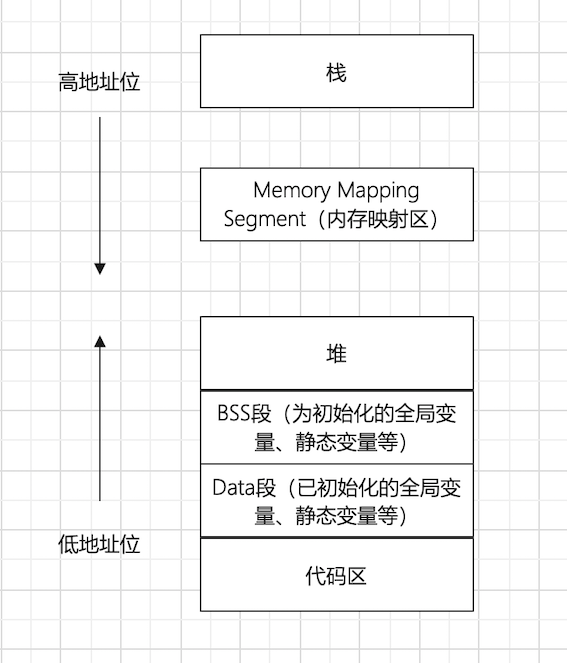 高地址位
栈
Memory Mapping
Segment（内存映射区）
堆
BSS段（为初始化的全局变
量、静态变量等）
Data段（已初始化的全局变
量、静态变量等）
低地址位
代码区